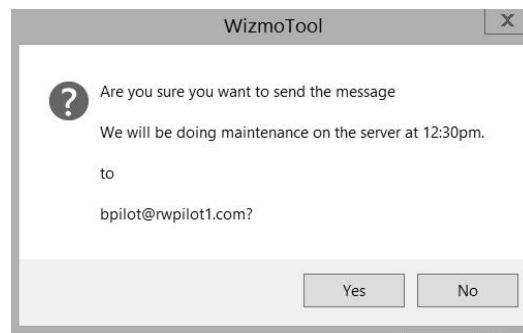 WizmoTool
X
Are you sure you want to send the message
We will be doing maintenance on the server at 12:30pm.
to
bpilot@rwpilot1.com?
Yes
No